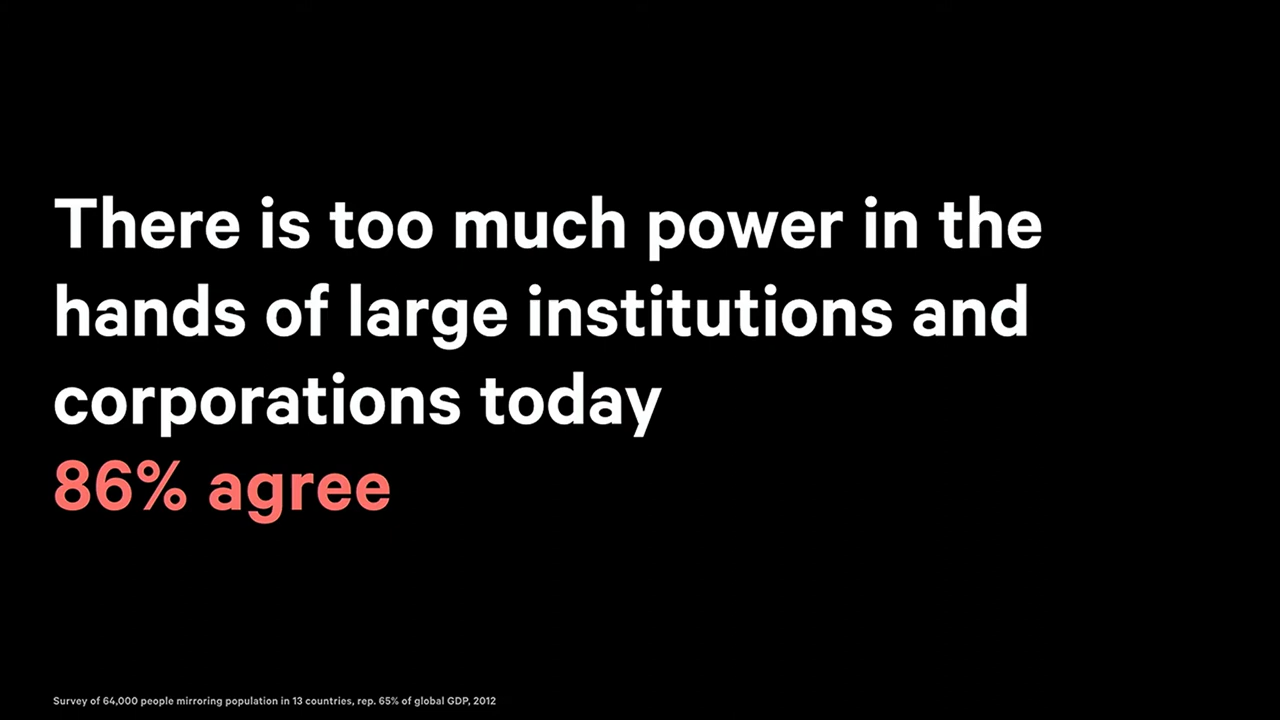 There is too much power in the
hands of large institutions and
corporations today
86% agree
Survey of 64,000 people mirroring population in 13 countries, rep. 65% of global GDP, 2012